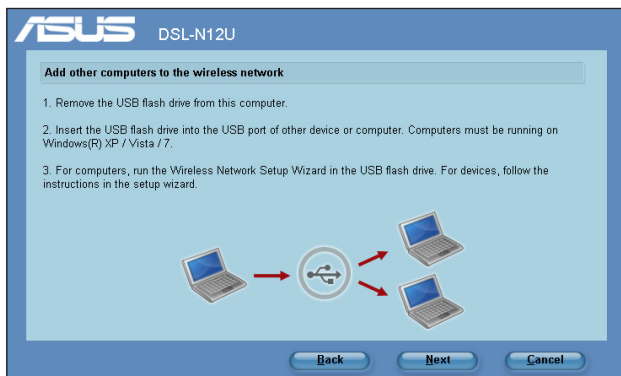 ASUS DSL-N12U
Add other computers to the wireless network
1. Remove the USB flash drive from this computer.
2. Insert the USB flash drive into the USB port of other device or computer. Computers must be running on
Windows(R) XP / Vista / 7.
3. For computers, run the Wireless Network Setup Wizard in the USB flash drive. For devices, follow the
instructions in the setup wizard.
Back Next Cancel